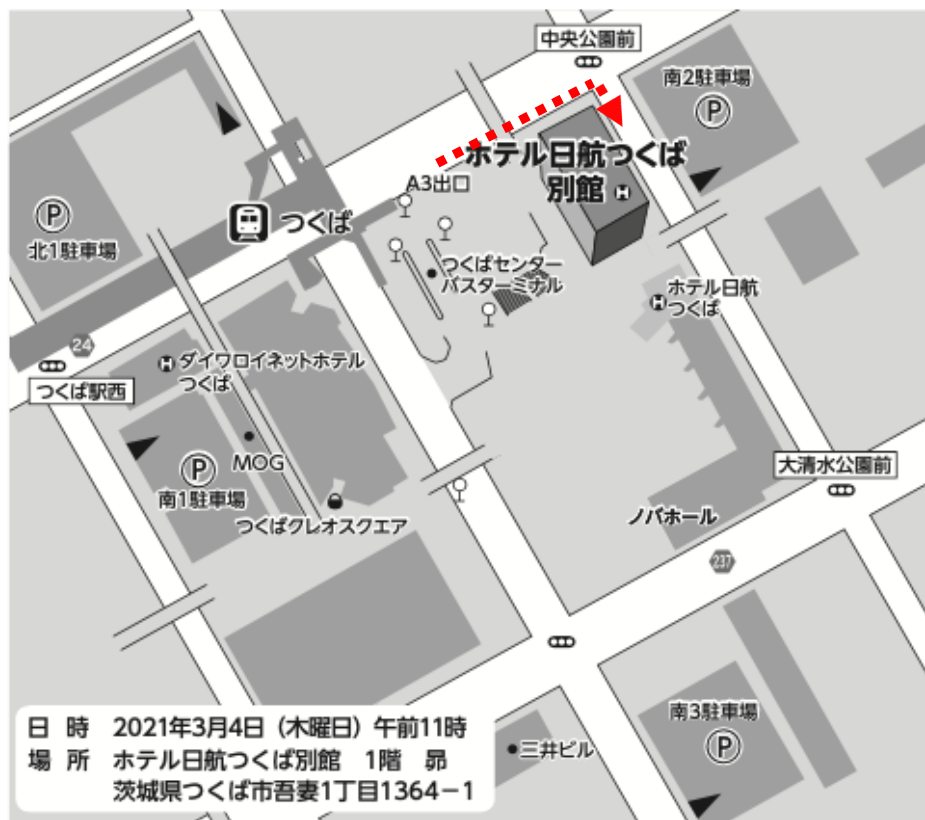 中央公園前
南2駐車場
P
ホテル日航つくば
別館 H
A3出口
P
つくば
北1駐車場
つくばセンター
バスターミナル
H ホテル日航
つくば
24
H ダイワロイネットホテル
つくば
つくば駅西
MOG
P
南1駐車場
大清水公園前
つくばクレオスクエア
ノバホール
237
南3駐車場
P
三井ビル
日 時 2021年3月4日（木曜日）午前11時
場 所 ホテル日航つくば別館 1階 昴
茨城県つくば市吾妻1丁目1364－1